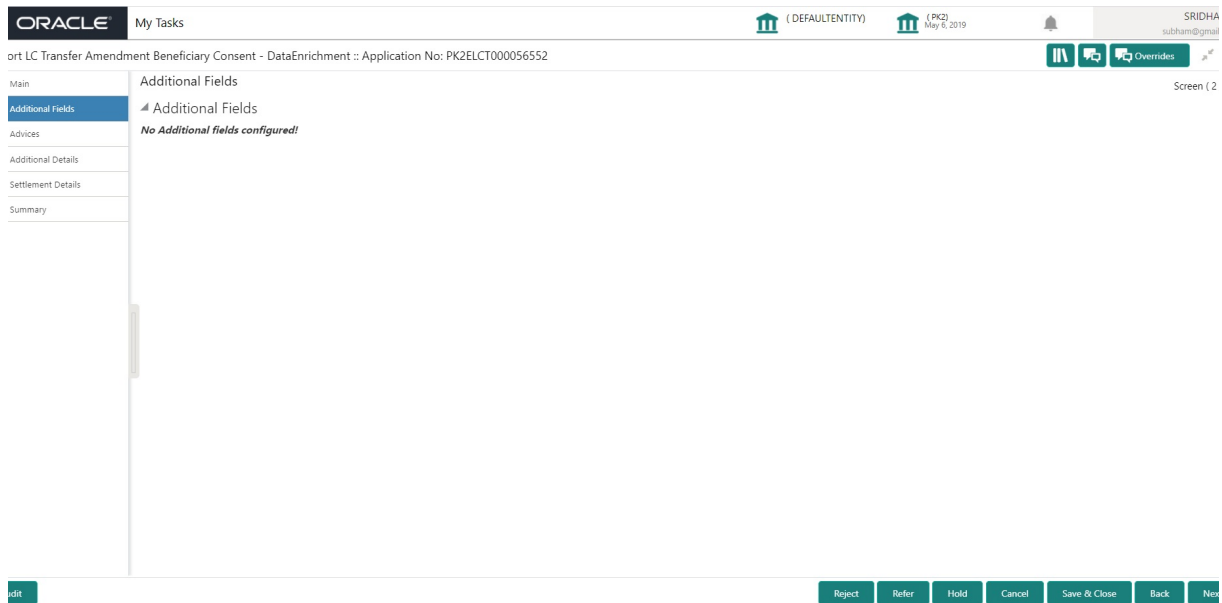 ORACLE
My Tasks
( DEFAULTENTITY)
( PK2)
May 6, 2019
SRIDHA
subham@gmail
ort LC Transfer Amendment Beneficiary Consent - DataEnrichment :: Application No: PK2ELCT000056552
Overrides
Main
Additional Fields
Advices
Additional Details
Settlement Details
Summary
Additional Fields
Screen ( 2
Additional Fields
No Additional fields configured!
udit
Reject
Refer
Hold
Cancel
Save & Close
Back
Nex